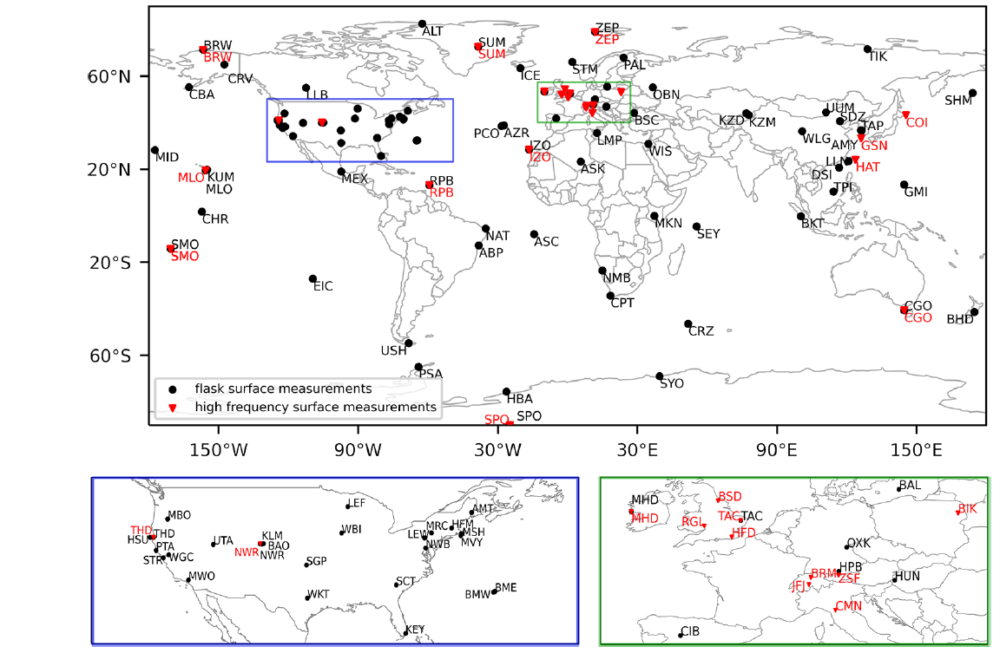 ALT
ZEP
ZEP
BRW
BRW
SUM
SUM
TIK
STM
PAL
CRV
ICE
60°N
CBA
LLB
OBN
SHM
UUM
BSC
KZD
KZM
SDZ
COI
TAP
PCO
AZR
LMP
WLG
AMY
GSN
IZO
IZO
WIS
MID
LLN
HAT
20°N
MLO
KUM
MLO
MEX
ASK
DSI
RPB
RPB
TPI
GMI
CHR
MKN
BKT
NAT
SEY
ASC
SMO
SMO
ABP
20°S
EIC
NMB
CPT
CGO
CGO
BHD
CRZ
USH
60°S
PSA
SYO
flask surface measurements
HBA
high frequency surface measurements
SPO
SPO
150°W
90°W
30°W
30°E
90°E
150°E
LEF
AMT
MBO
THD
THD
HSU
WBI
MRC
HFM
LEW
MSH
MVY
PTA
UTA
KLM
BAO
NWR
NWR
NWB
STR
WGC
SGP
MWO
SCT
WKT
BMW
BME
KEY
BAL
MHD
MHD
BSD
BIK
RGL
TAC
TAC
HFD
OXK
HPB
BRM
ZSF
JFJ
HUN
CMN
CIB